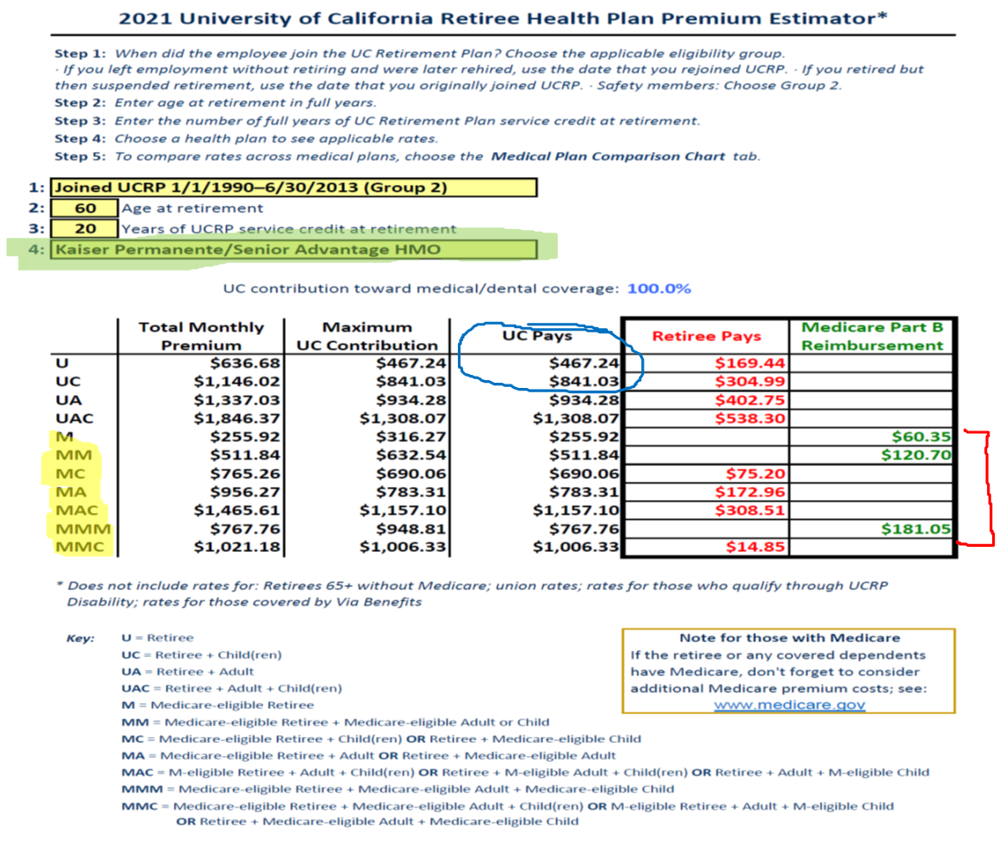 2021 University of California Retiree Health Plan Premium Estimator*
Step 1: When did the employee join the UC Retirement Plan? Choose the applicable eligibility group.
· If you left employment without retiring and were later rehired, use the date that you rejoined UCRP. · If you retired but
then suspended retirement, use the date that you originally joined UCRP. · Safety members: Choose Group 2.
Step 2: Enter age at retirement in full years.
Step 3: Enter the number of full years of UC Retirement Plan service credit at retirement.
Step 4: Choose a health plan to see applicable rates.
Step 5: To compare rates across medical plans, choose the Medical Plan Comparison Chart tab.
1: Joined UCRP 1/1/1990–6/30/2013 (Group 2)
2: 60 Age at retirement
3: 20 Years of UCRP service credit at retirement
4: Kaiser Permanente/Senior Advantage HMO
UC contribution toward medical/dental coverage: 100.0%
Total Monthly Premium Maximum UC Contribution UC Pays Retiree Pays Medicare Part B Reimbursement
U $636.68 $467.24 $467.24 $169.44
UC $1,146.02 $841.03 $841.03 $304.99
UA $1,337.03 $934.28 $934.28 $402.75
UAC $1,846.37 $1,308.07 $1,308.07 $538.30
M $255.92 $316.27 $255.92 $60.35
MM $511.84 $632.54 $511.84 $120.70
MC $765.26 $690.06 $690.06 $75.20
MA $956.27 $783.31 $783.31 $172.96
MAC $1,465.61 $1,157.10 $1,157.10 $308.51
MMM $767.76 $948.81 $767.76 $181.05
MMC $1,021.18 $1,006.33 $1,006.33 $14.85
* Does not include rates for: Retirees 65+ without Medicare; union rates; rates for those who qualify through UCRP
Disability; rates for those covered by Via Benefits
Key: U = Retiree
UC = Retiree + Child(ren)
UA = Retiree + Adult
UAC = Retiree + Adult + Child(ren)
M = Medicare-eligible Retiree
MM = Medicare-eligible Retiree + Medicare-eligible Adult or Child
MC = Medicare-eligible Retiree + Child(ren) OR Retiree + Medicare-eligible Child
MA = Medicare-eligible Retiree + Adult OR Retiree + Medicare-eligible Adult
MAC = M-eligible Retiree + Adult + Child(ren) OR Retiree + M-eligible Adult + Child(ren) OR Retiree + Adult + M-eligible Child
MMM = Medicare-eligible Retiree + Medicare-eligible Adult + Medicare-eligible Child
MMC = Medicare-eligible Retiree + Medicare-eligible Adult + Child(ren) OR M-eligible Retiree + Adult + M-eligible Child
OR Retiree + Medicare-eligible Adult + Medicare-eligible Child
Note for those with Medicare
If the retiree or any covered dependents
have Medicare, don't forget to consider
additional Medicare premium costs; see:
www.medicare.gov